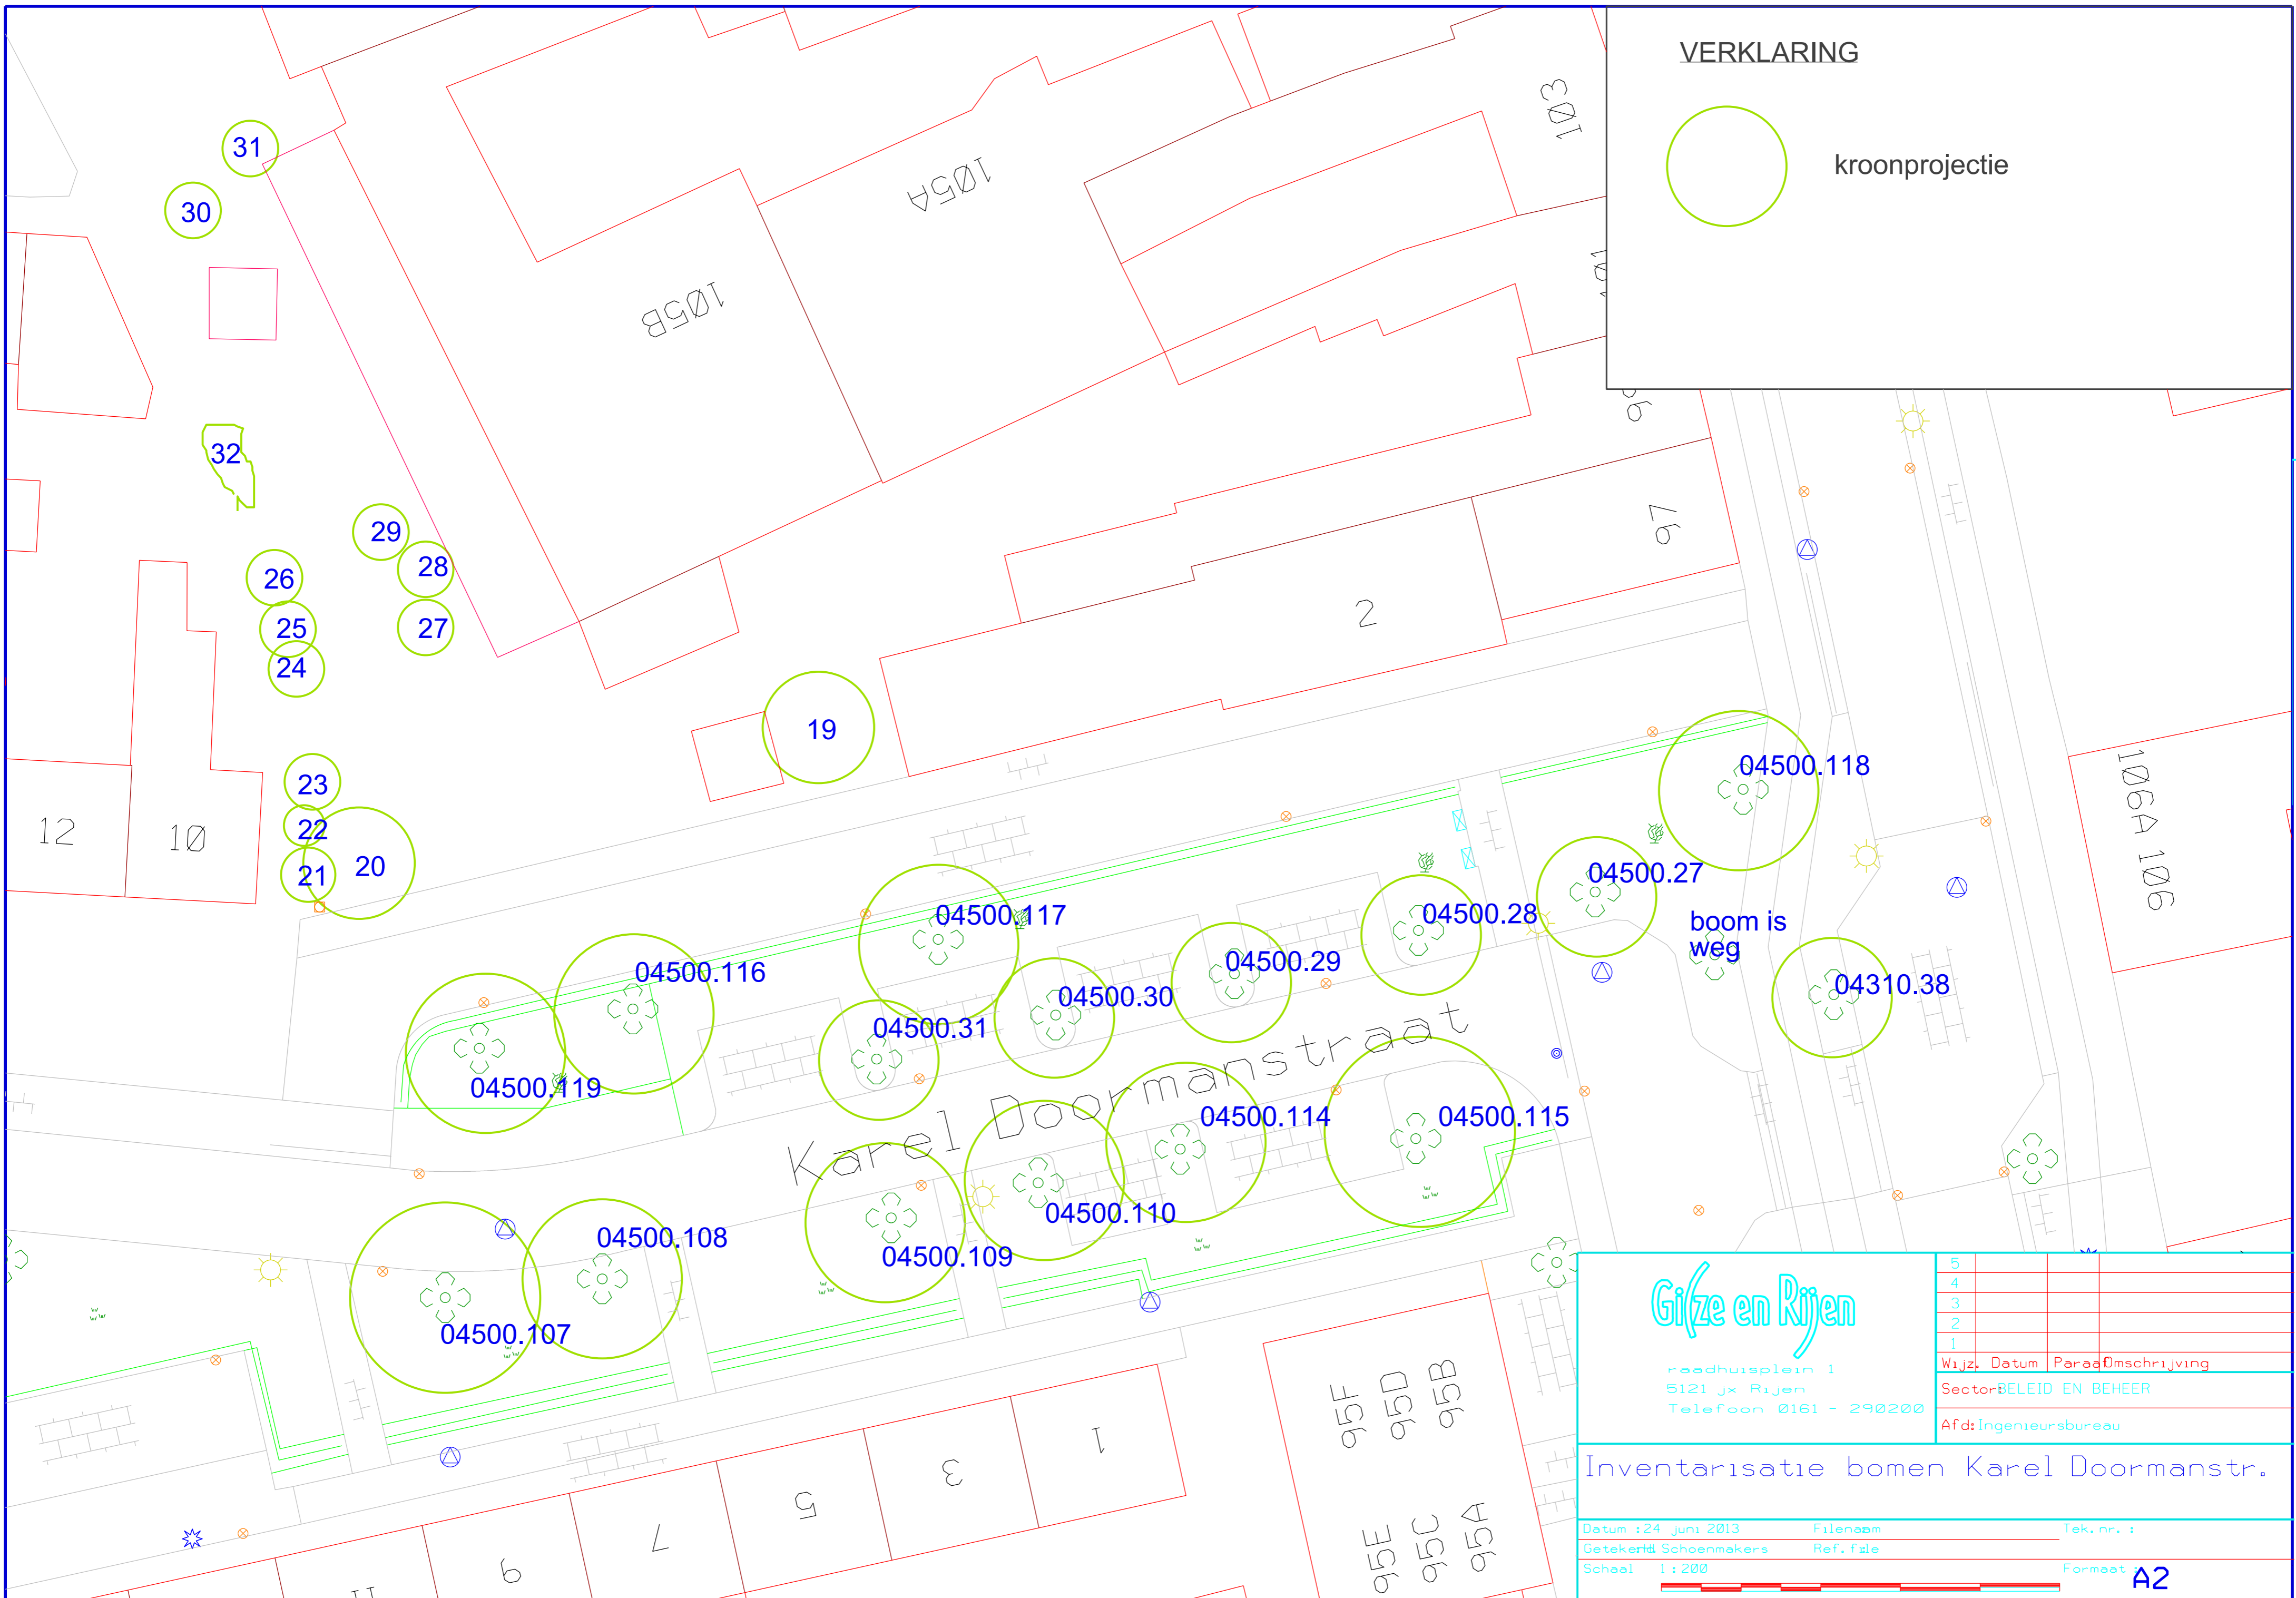 VERKLARING
kroonprojectie
103
105A
105B
97
2
31
30
32
29
28
27
26
25
24
23
22
21
20
19
12
10
106A
106
04500.118
04500.27
boom is
weg
04310.38
04500.28
04500.29
04500.117
04500.30
04500.31
04500.116
04500.119
Karel Doormanstraat
04500.114
04500.115
04500.110
04500.109
04500.108
04500.107
1
3
5
7
9
11
95F
95D
95B
95E
95C
95A
Gilze en Rijen
raadhuisplein 1
5121 jx Rijen
Telefoon 0161 - 290200
5
4
3
2
1
Wijz. Datum Paraaf Omschrijving
Sector: BELEID EN BEHEER
Afd: Ingenieursbureau
Inventarisatie bomen Karel Doormanstr.
Datum : 24 juni 2013 Filenaam Tek. nr. :
Schoenmakers Ref. file
Schaal 1:200 Formaat : A2